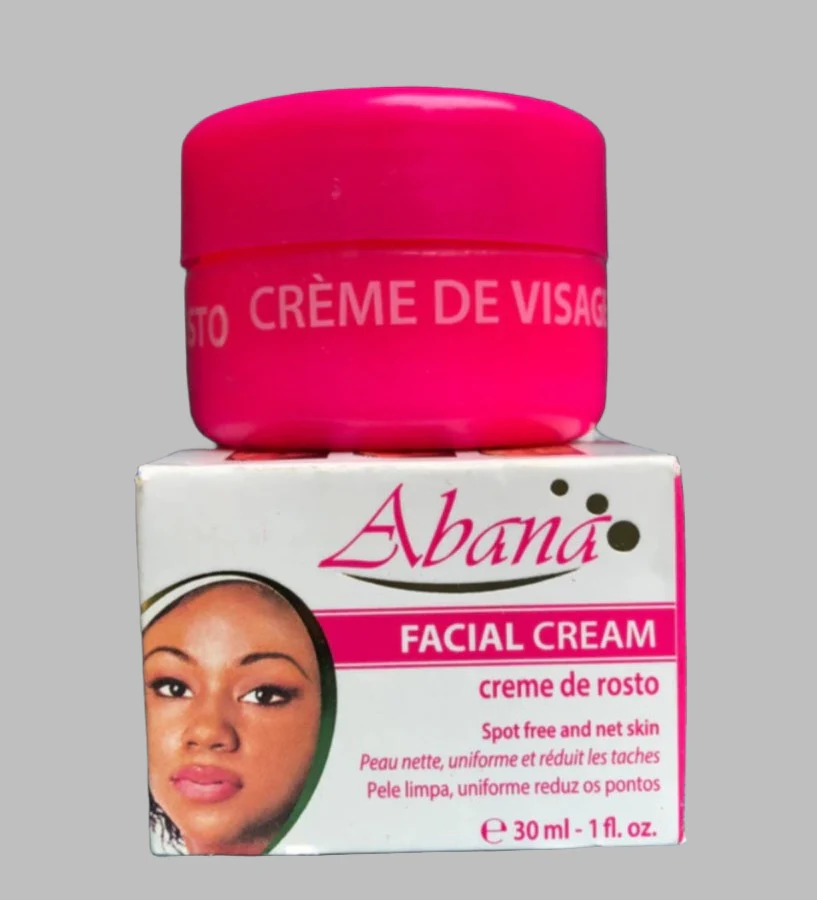 STO CRÈME DE VISAGE
Abana
FACIAL CREAM
creme de rosto
Spot free and net skin
Peau nette, uniforme et réduit les taches
Pele limpa, uniforme reduz os pontos
℮ 30 ml - 1 fl. oz.